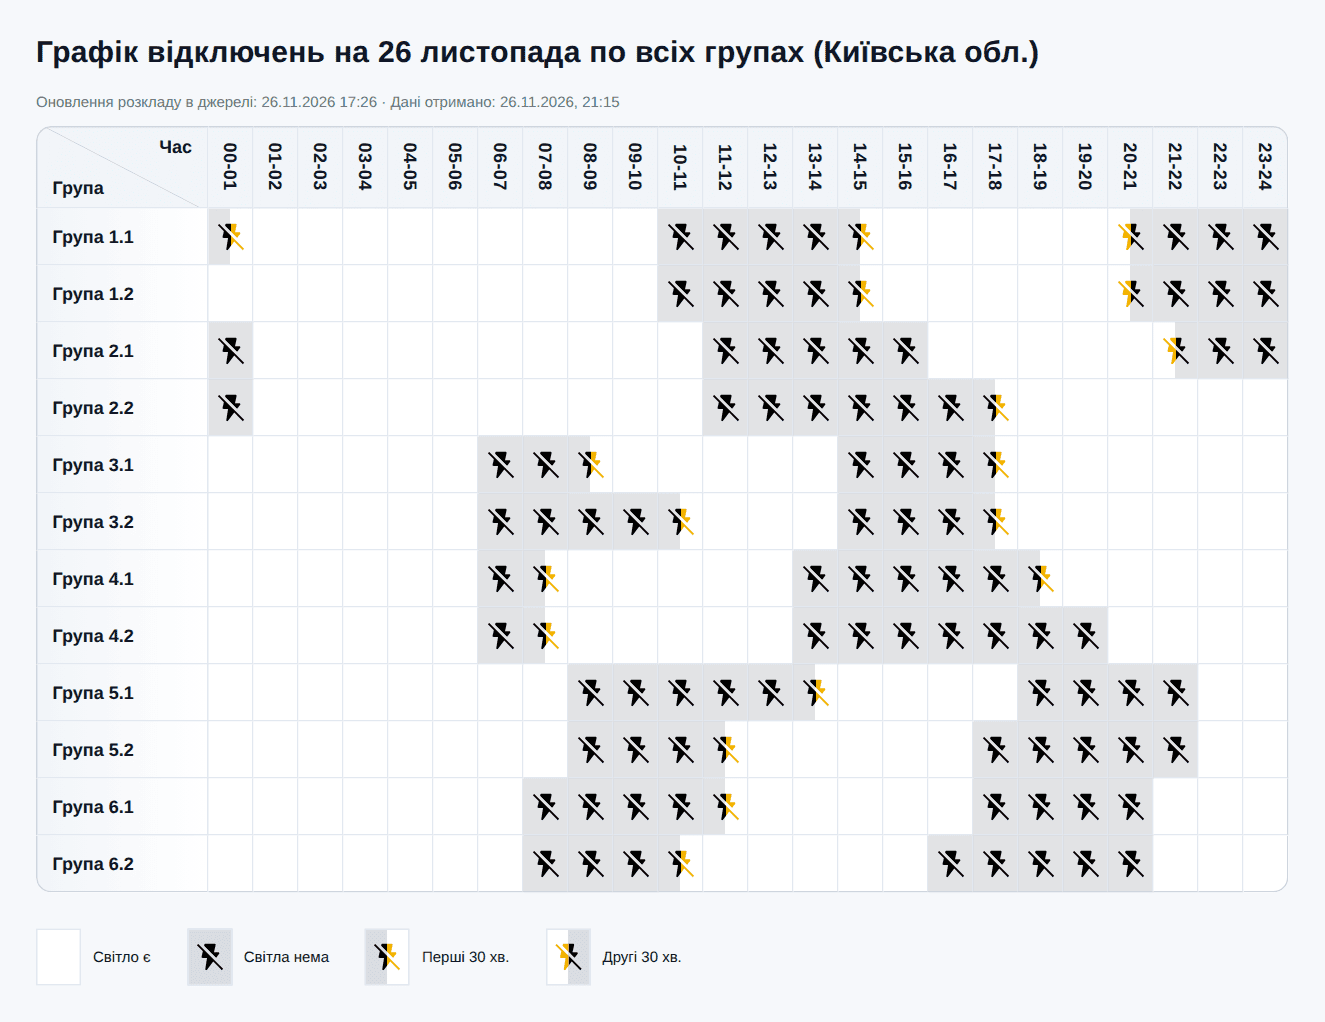 Графік відключень на 26 листопада по всіх групах (Київська обл.)
Оновлення розкладу в джерелі: 26.11.2026 17:26 · Дані отримано: 26.11.2026, 21:15
Час
Група
00-01 01-02 02-03 03-04 04-05 05-06 06-07 07-08 08-09 09-10 10-11 11-12 12-13 13-14 14-15 15-16 16-17 17-18 18-19 19-20 20-21 21-22 22-23 23-24
Група 1.1
Група 1.2
Група 2.1
Група 2.2
Група 3.1
Група 3.2
Група 4.1
Група 4.2
Група 5.1
Група 5.2
Група 6.1
Група 6.2
Світло є Світла нема Перші 30 хв. Другі 30 хв.